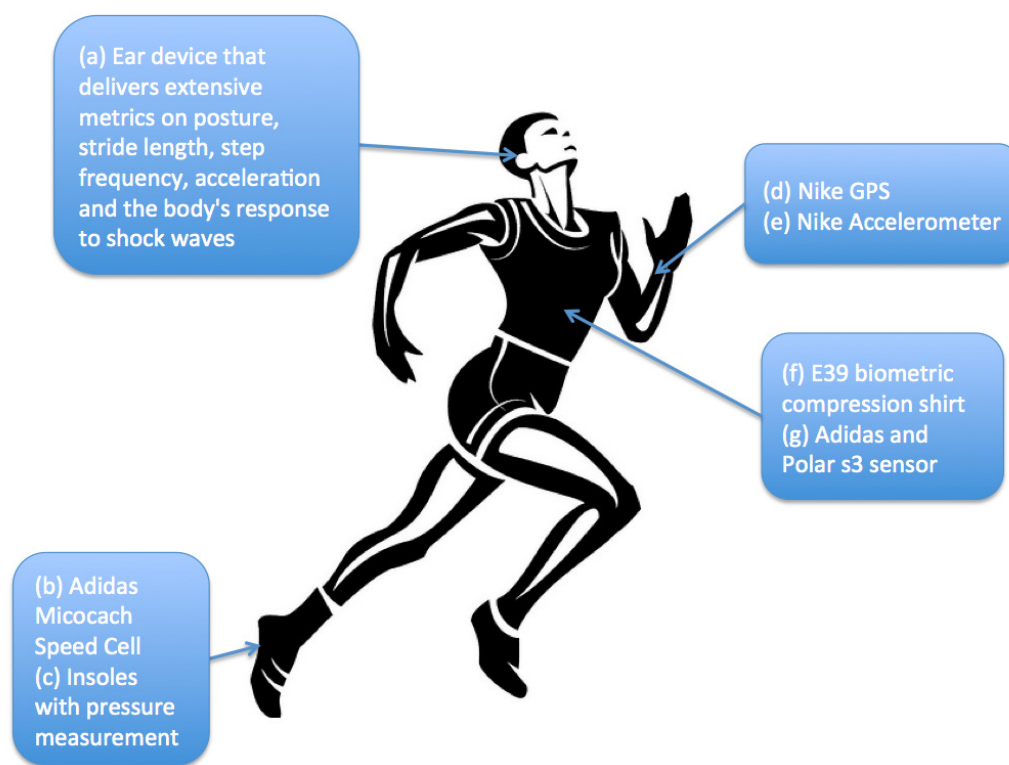 (a) Ear device that
delivers extensive
metrics on posture,
stride length, step
frequency, acceleration
and the body's response
to shock waves
(d) Nike GPS
(e) Nike Accelerometer
(f) E39 biometric
compression shirt
(g) Adidas and
Polar s3 sensor
(b) Adidas
Micocach
Speed Cell
(c) Insoles
with pressure
measurement